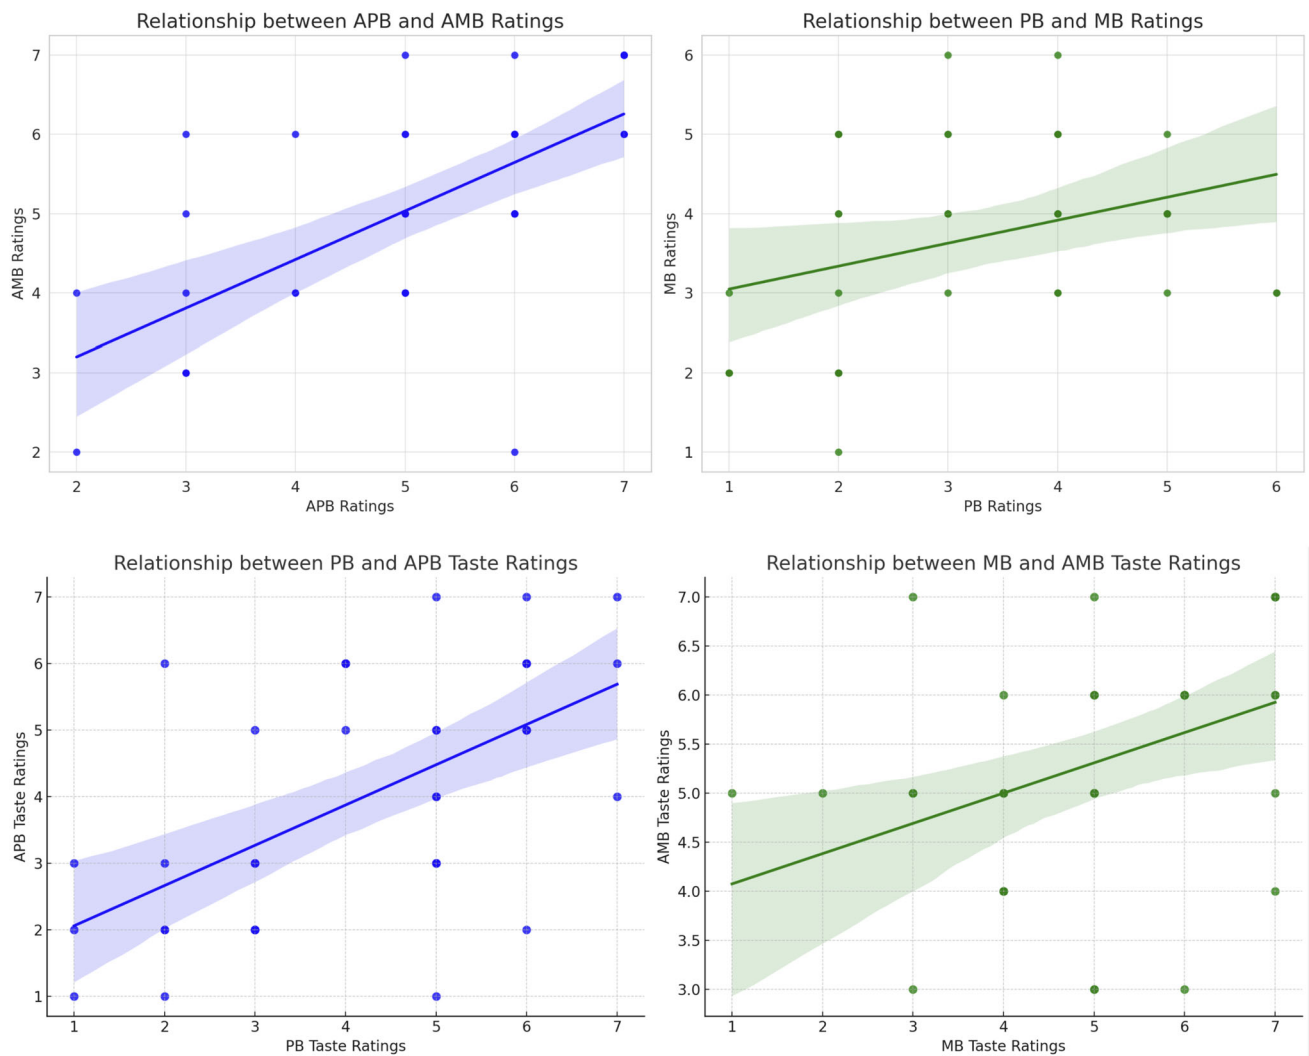 Relationship between APB and AMB Ratings
7
6
5
4
3
2
AMB Ratings
2 3 4 5 6 7
APB Ratings
Relationship between PB and MB Ratings
6
5
4
3
2
1
MB Ratings
1 2 3 4 5 6
PB Ratings
Relationship between PB and APB Taste Ratings
7
6
5
4
3
2
1
APB Taste Ratings
1 2 3 4 5 6 7
PB Taste Ratings
Relationship between MB and AMB Taste Ratings
7.0
6.5
6.0
5.5
5.0
4.5
4.0
3.5
3.0
AMB Taste Ratings
1 2 3 4 5 6 7
MB Taste Ratings